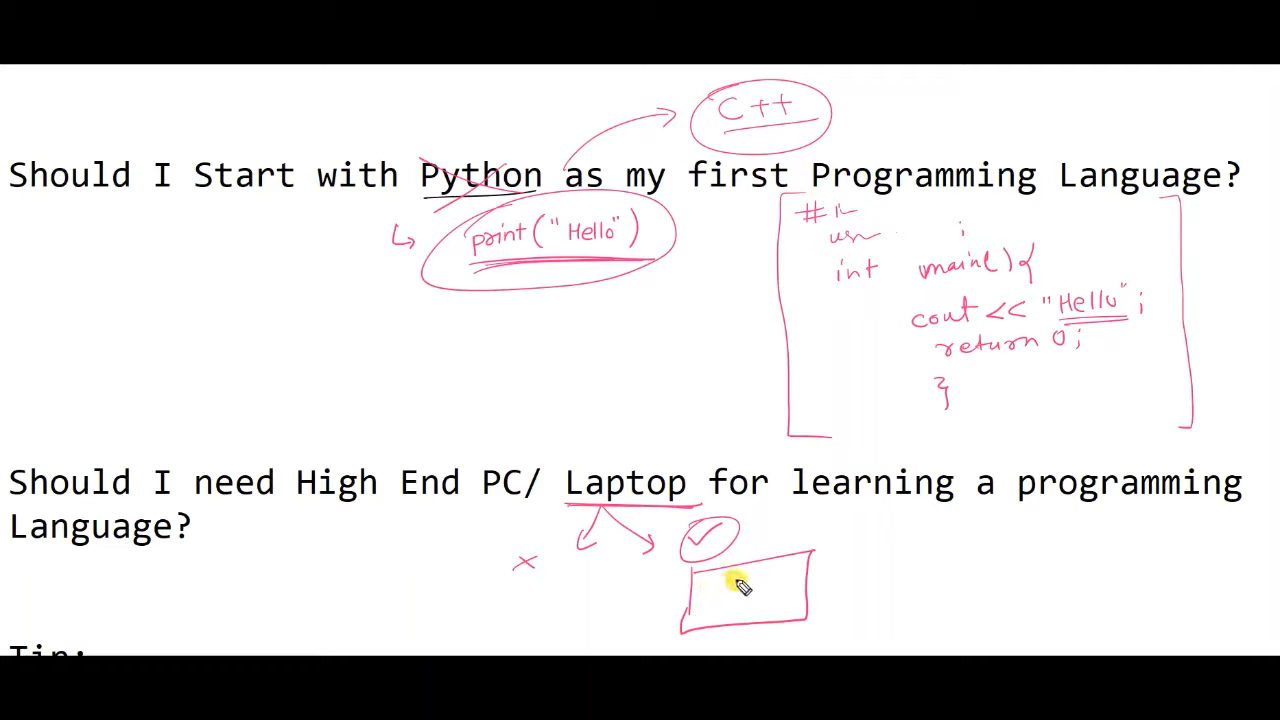 C++
Should I Start with Python as my first Programming Language?
print("Hello")
#
int main() {
cout << "Hello" ;
return 0;
}
Should I need High End PC/ Laptop for learning a programming
Language?
Tip: